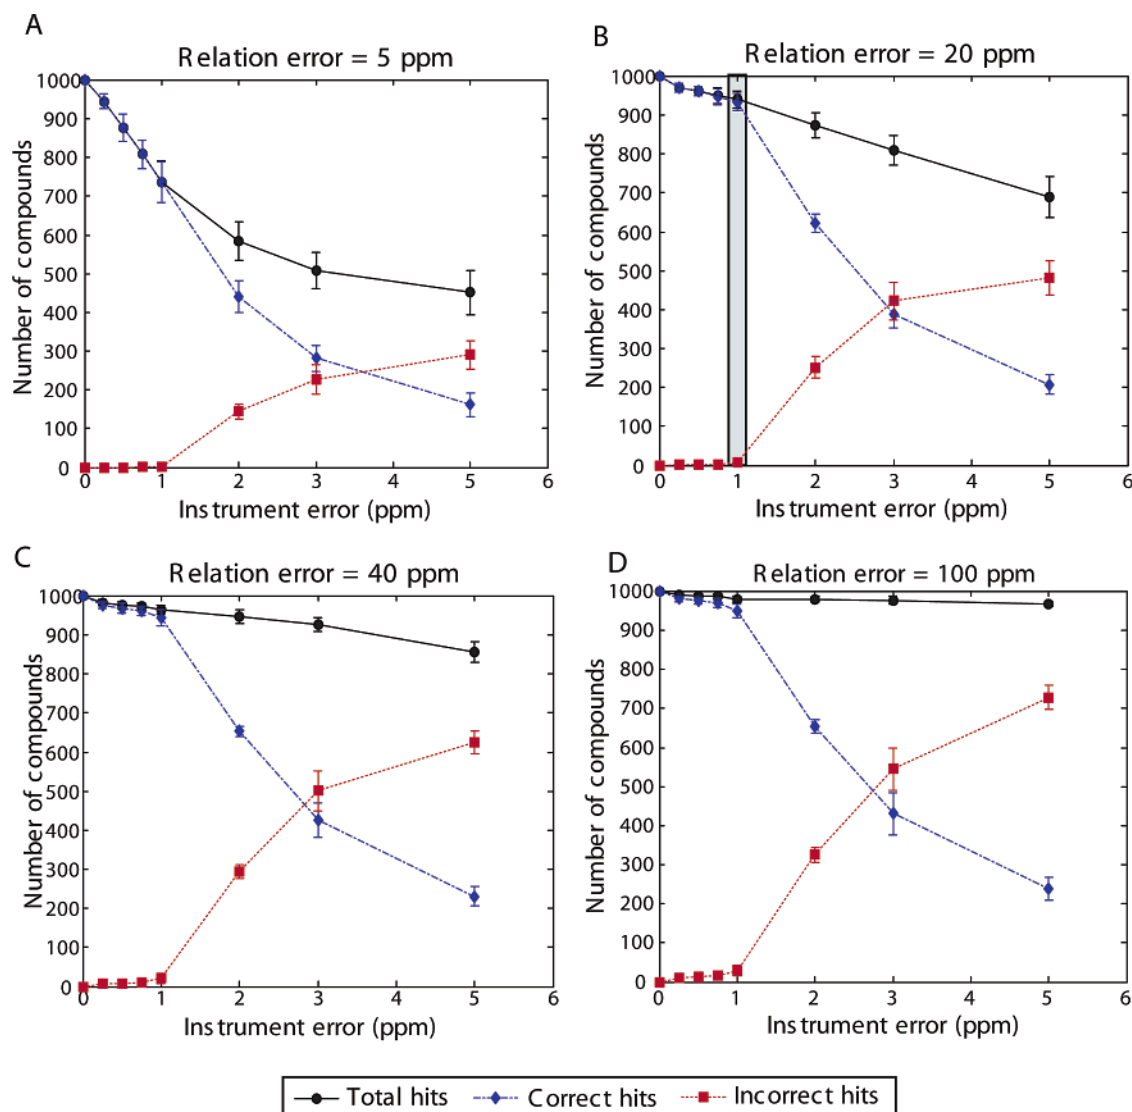 A
Relation error = 5 ppm
1000
900
800
700
600
500
400
300
200
100
0
0 1 2 3 4 5 6
Number of compounds
Instrument error (ppm)
B
Relation error = 20 ppm
1000
900
800
700
600
500
400
300
200
100
0
0 1 2 3 4 5 6
Number of compounds
Instrument error (ppm)
C
Relation error = 40 ppm
1000
900
800
700
600
500
400
300
200
100
0
0 1 2 3 4 5 6
Number of compounds
Instrument error (ppm)
D
Relation error = 100 ppm
1000
900
800
700
600
500
400
300
200
100
0
0 1 2 3 4 5 6
Number of compounds
Instrument error (ppm)
Total hits Correct hits Incorrect hits